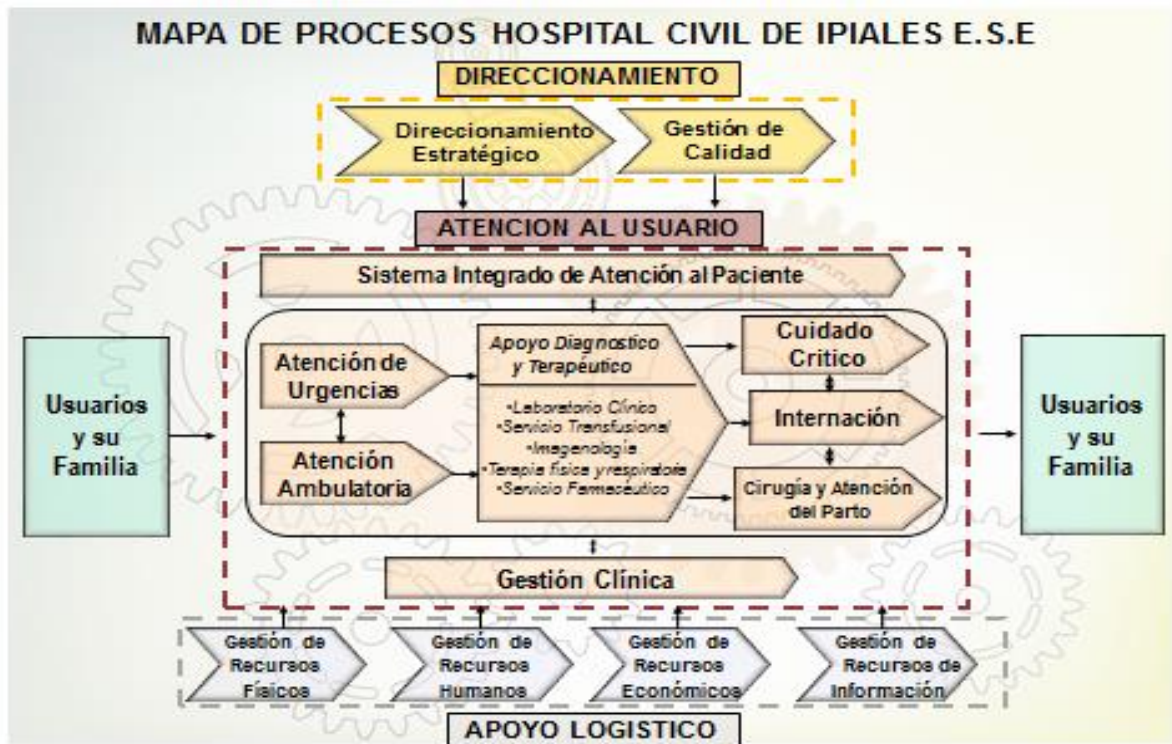 MAPA DE PROCESOS HOSPITAL CIVIL DE IPIALES E.S.E
DIRECCIONAMIENTO
Direccionamiento
Estratégico
Gestión de
Calidad
ATENCION AL USUARIO
Sistema Integrado de Atención al Paciente
Usuarios
y su
Familia
Atención de
Urgencias
Atención
Ambulatoria
Apoyo Diagnostico
y Terapéutico
•Laboratorio Clínico
•Servicio Transfusional
•Imagenología
•Terapia física y respiratoria
•Servicio Farmacéutico
Cuidado
Critico
Internación
Cirugía y Atención
del Parto
Usuarios
y su
Familia
Gestión Clínica
Gestión de
Recursos
Físicos
Gestión de
Recursos
Humanos
Gestión de
Recursos
Económicos
Gestión de
Recursos de
Información
APOYO LOGISTICO